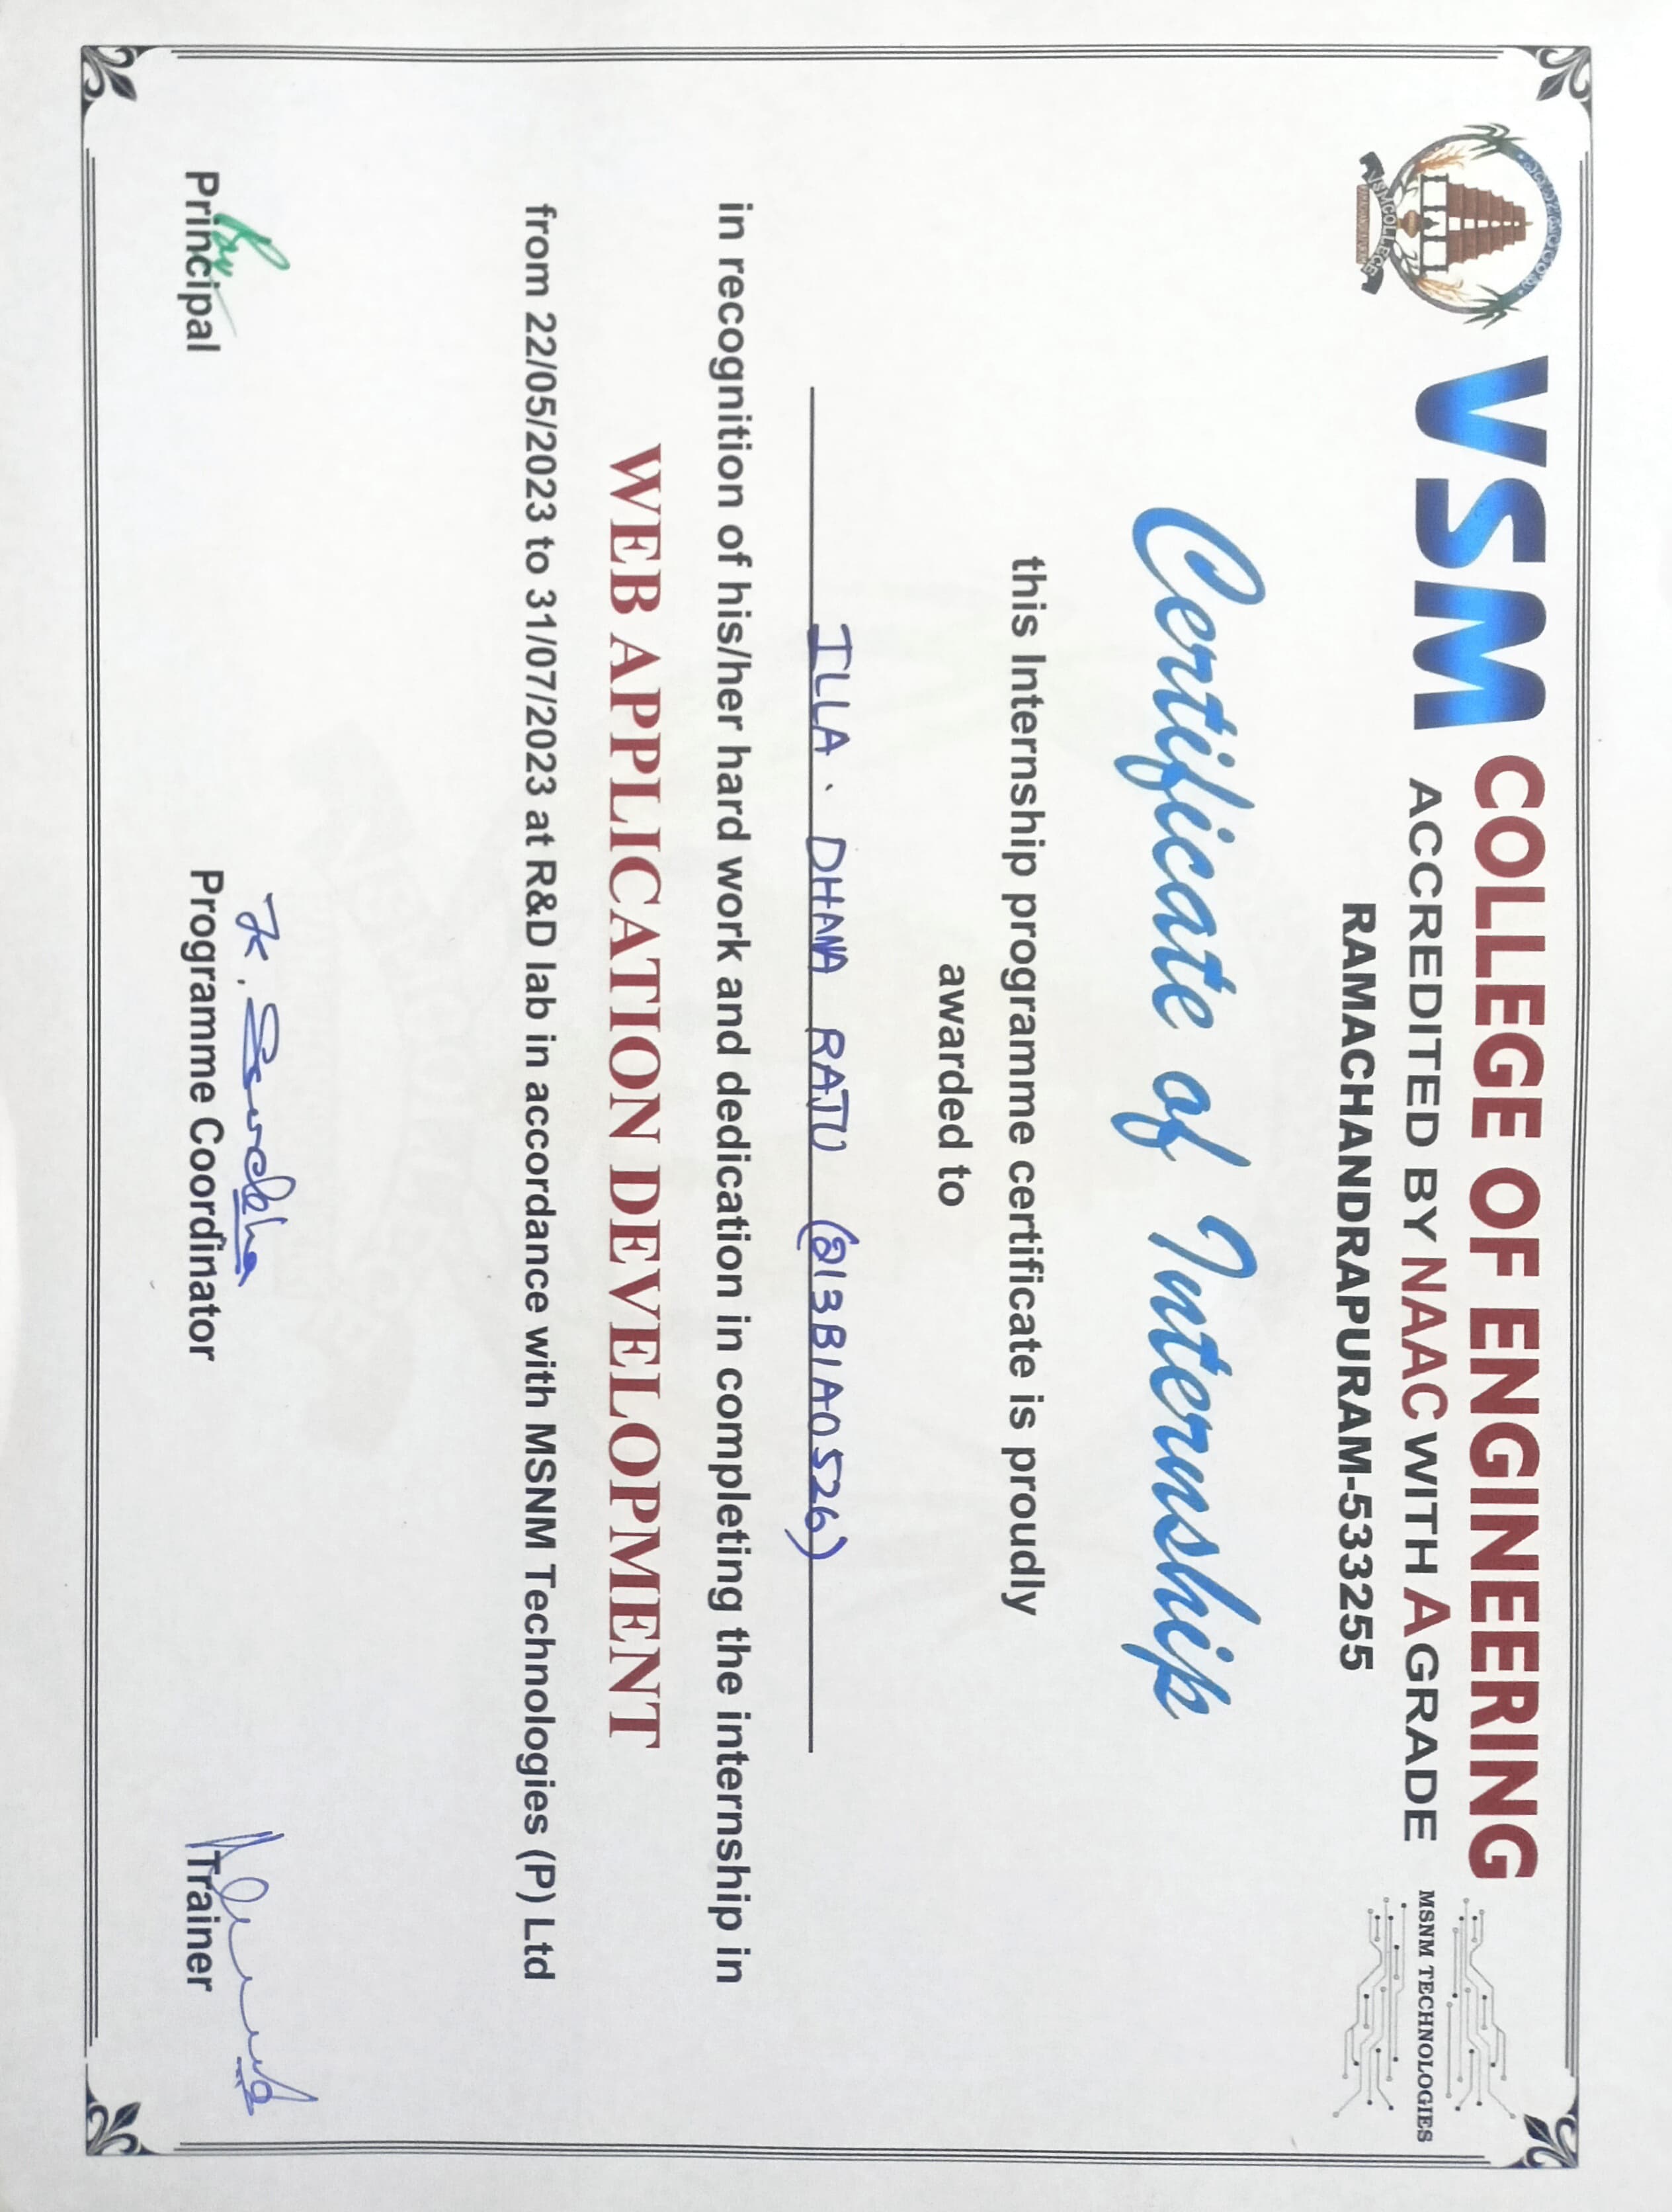 VSM COLLEGE OF ENGINEERING
ACCREDITED BY NAAC WITH A GRADE
RAMACHANDRAPURAM-533255
VSMCOLLEGE
RAMACHANDRAPURAM
MSNM TECHNOLOGIES
Certificate of Internship
this Internship programme certificate is proudly
awarded to
ILLA . DHANA RAJU (213B1A0526)
in recognition of his/her hard work and dedication in completing the internship in
WEB APPLICATION DEVELOPMENT
from 22/05/2023 to 31/07/2023 at R&D lab in accordance with MSNM Technologies (P) Ltd
K. Surekha
Principal
Programme Coordinator
Trainer